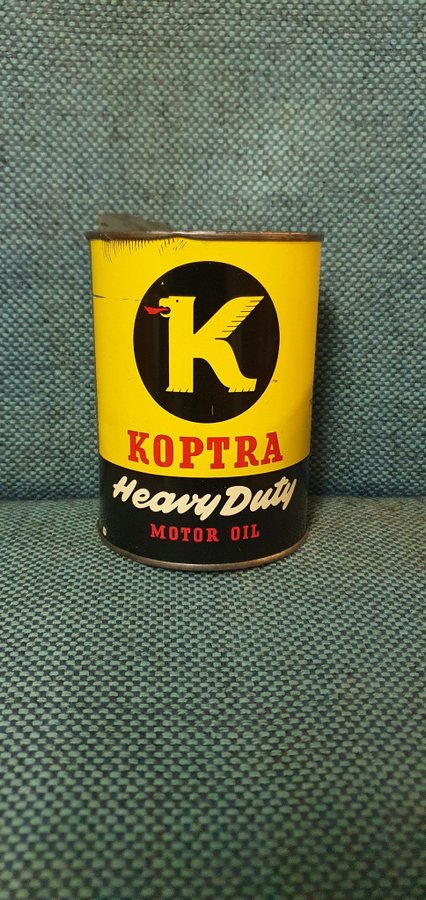 K
KOPTRA
Heavy Duty
MOTOR OIL